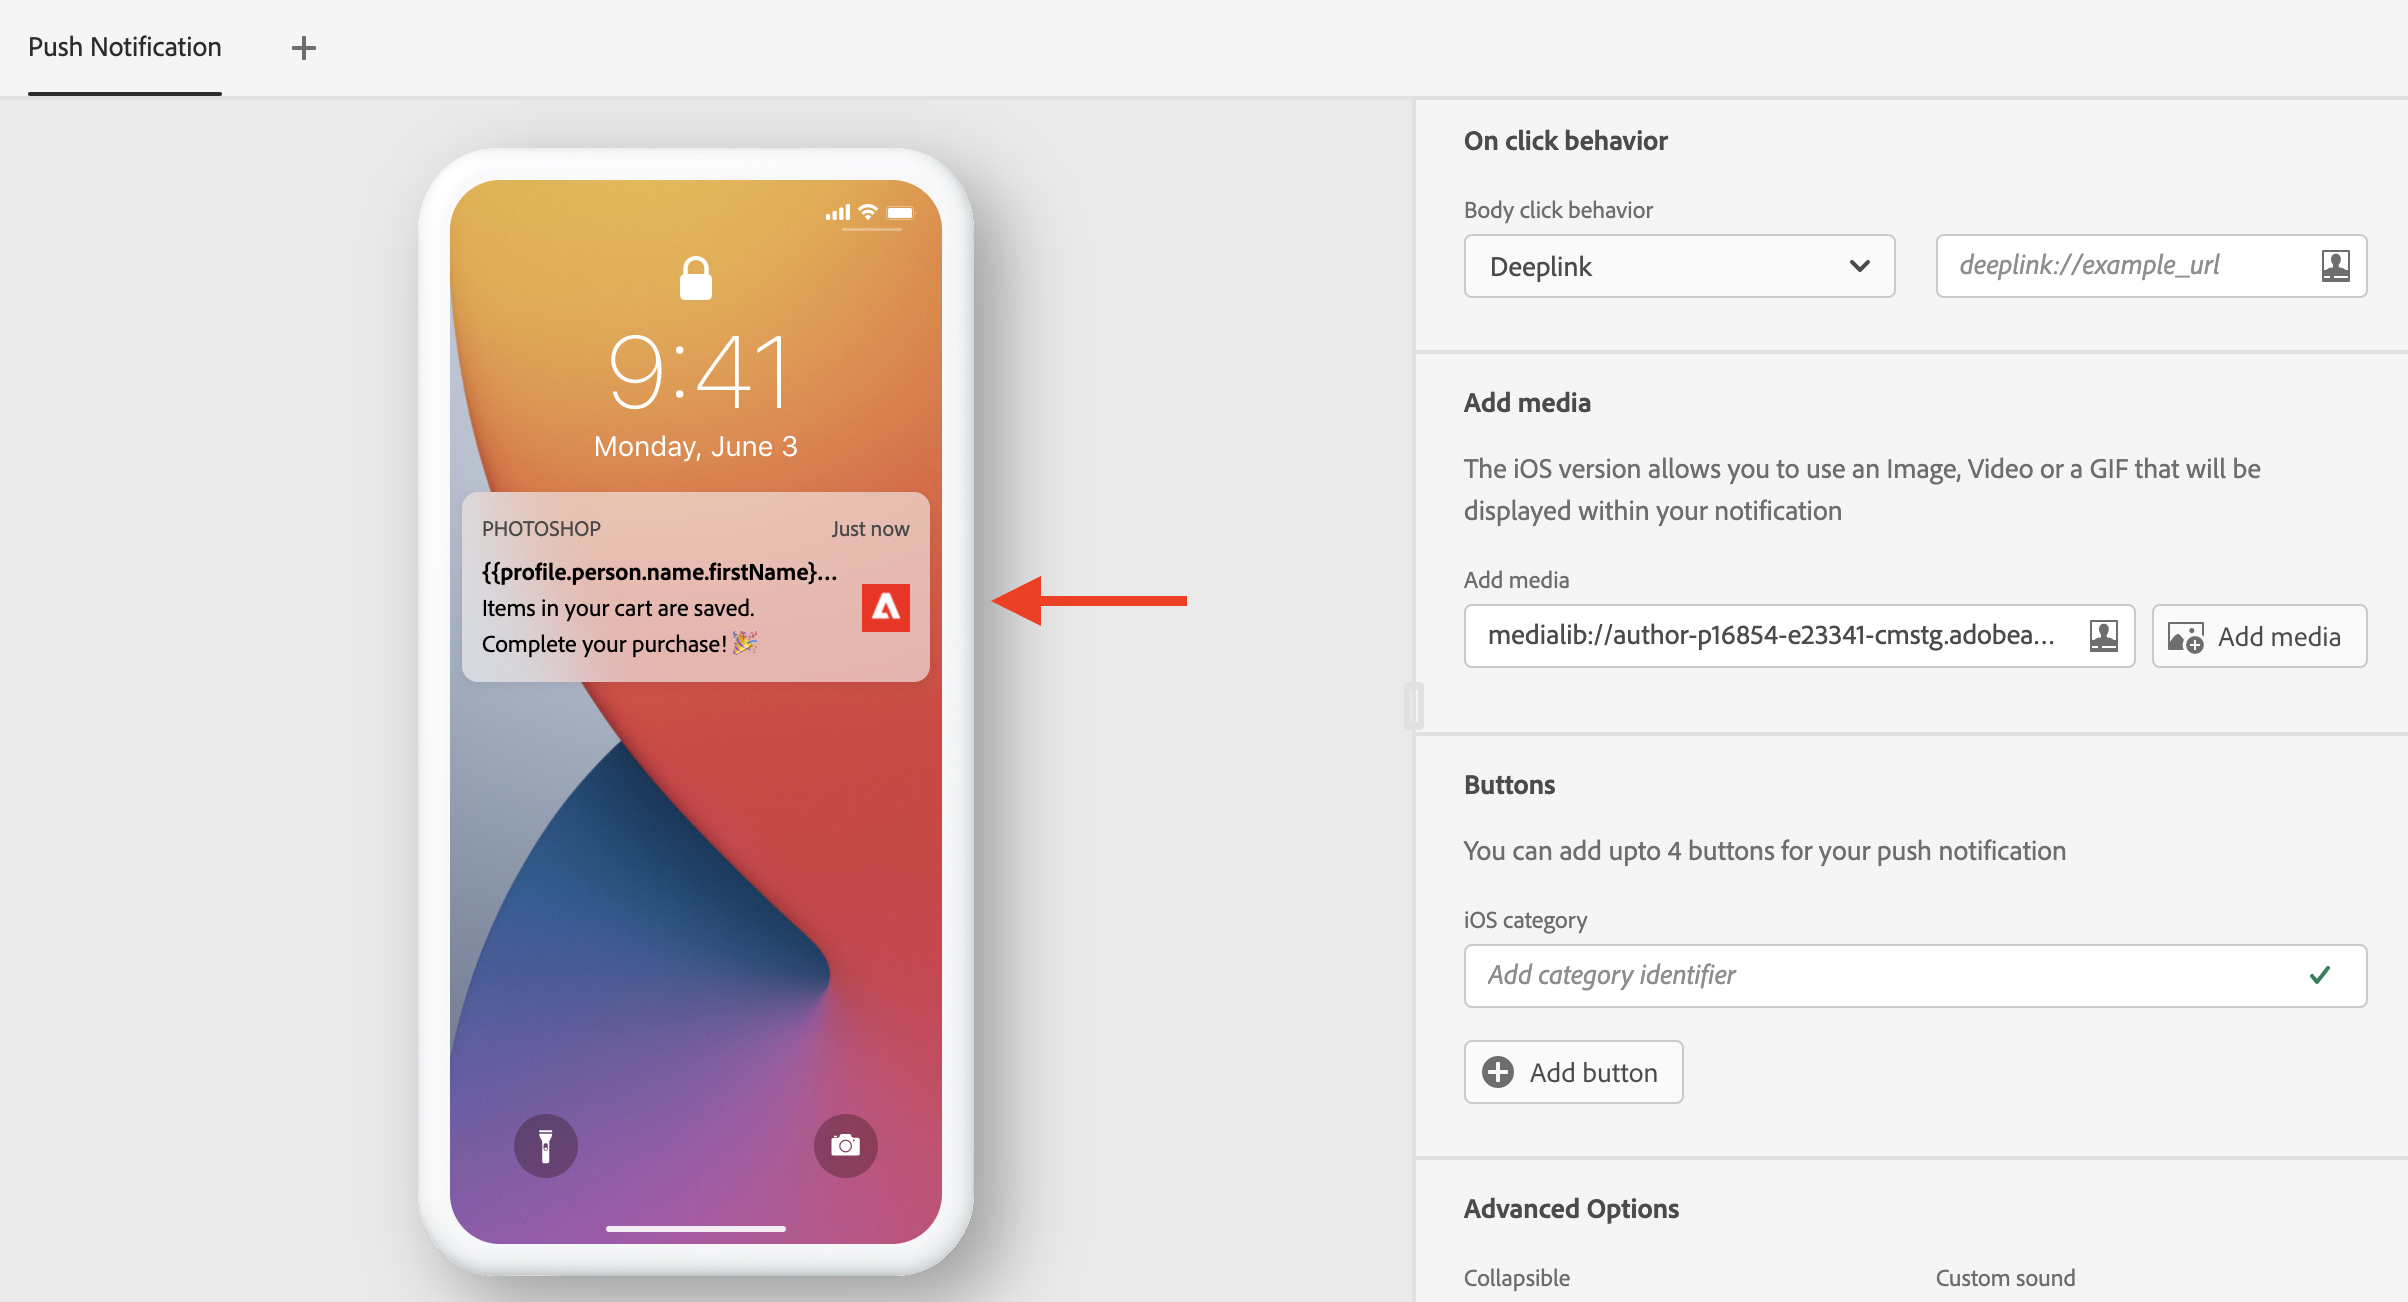 Push Notification
9:41
Monday, June 3
PHOTOSHOP
Just now
{{profile.person.name.firstName}...
Items in your cart are saved.
Complete your purchase! 🎉
On click behavior
Body click behavior
Deeplink
deeplink://example_url
Add media
The iOS version allows you to use an Image, Video or a GIF that will be
displayed within your notification
Add media
medialib://author-p16854-e23341-cmstg.adobea...
Add media
Buttons
You can add upto 4 buttons for your push notification
iOS category
Add category identifier
Add button
Advanced Options
Collapsible
Custom sound